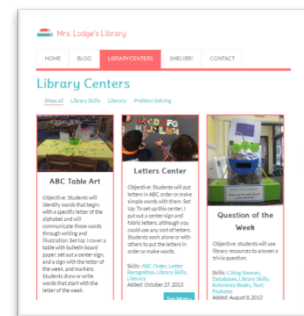 Mrs. Lodge's Library
HOME BLOG LIBRARY CENTERS SHELVER! CONTACT
Library Centers
Show all Library Skills Literacy Problem Solving
ABC Table Art
Objective: Students will
identify words that begin
with a specific letter of the
alphabet and will
communicate those words
through writing and
illustration. Set Up: I cover a
table with bulletin board
paper, set out a center sign,
and a sign with the letter of
the week, and markers.
Students draw or write
words that start with the
letter of the week.
Letters Center
Objective: Students will put
letters in ABC order or make
simple words with them. Set
Up: To set up this center, I
put out a center sign and
fabric letters, although you
could use any sort of letters.
Students work alone or with
others to put the letters in
order or make words.
Skills: ABC Order, Letter
Recognition, Library Skills,
Literacy
Added: October 27, 2013
Question of the
Week
Objective: students will use
library resources to answer a
trivia question.
Skills: Citing Sources,
Databases, Library Skills,
Reference Books, Text
Features
Added: August 8, 2013